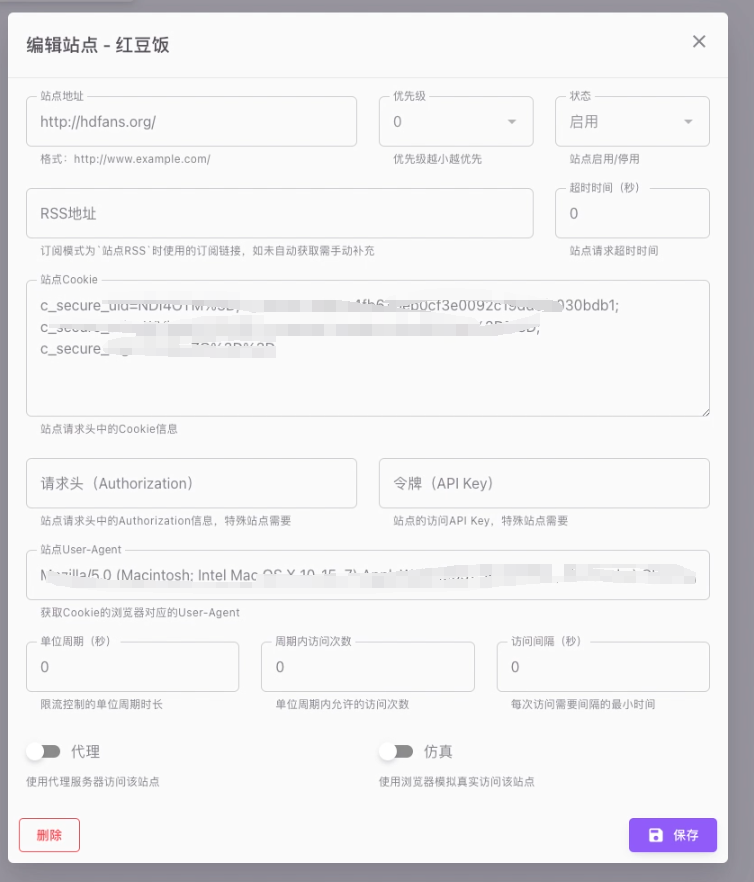 编辑站点 - 红豆饭
站点地址
优先级
状态
http://hdfans.org/
0
启用
格式：http://www.example.com/
优先级越小越优先
站点启用/停用
超时时间（秒）
RSS地址
0
订阅模式为`站点RSS`时使用的订阅链接，如未自动获取需手动补充
站点请求超时时间
站点Cookie
c_secure_uid=
030bdb1;
c_secure_
c_secure_
站点请求头中的Cookie信息
请求头（Authorization）
令牌（API Key）
站点请求头中的Authorization信息，特殊站点需要
站点的访问API Key，特殊站点需要
站点User-Agent
Mozilla/5.0 (Macintosh; Intel Mac OS X 10_15_7)
获取Cookie的浏览器对应的User-Agent
单位周期（秒）
周期内访问次数
访问间隔（秒）
0
0
0
限流控制的单位周期时长
单位周期内允许的访问次数
每次访问需要间隔的最小时间
代理
仿真
使用代理服务器访问该站点
使用浏览器模拟真实访问该站点
删除
保存